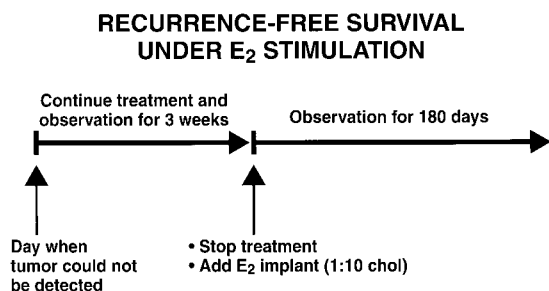 RECURRENCE-FREE SURVIVAL
UNDER E₂ STIMULATION
Continue treatment and
observation for 3 weeks
Observation for 180 days
Day when
tumor could not
be detected
• Stop treatment
• Add E₂ implant (1:10 chol)